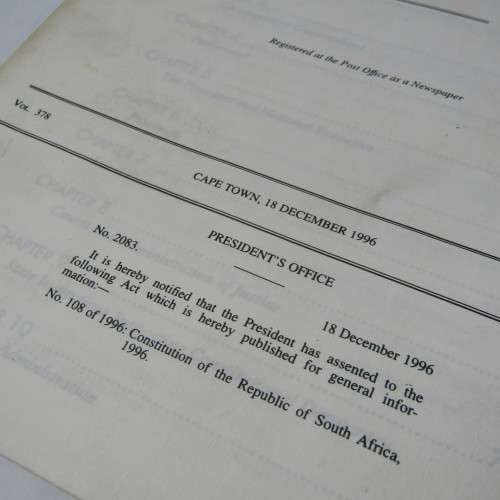 Registered at the Post Office as a Newspaper
VOL. 378
CAPE TOWN, 18 DECEMBER 1996
PRESIDENT'S OFFICE
No. 2083.
18 December 1996
It is hereby notified that the President has assented to the
following Act which is hereby published for general infor-
mation:—
No. 108 of 1996: Constitution of the Republic of South Africa,
1996.